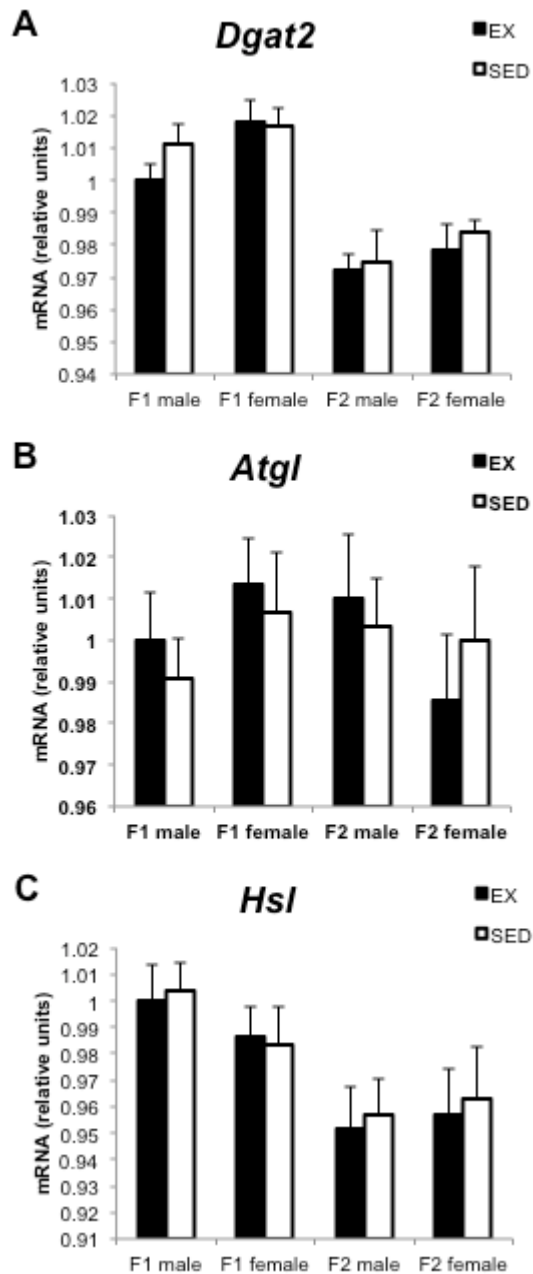 A
Dgat2
EX
SED
mRNA (relative units)
1.03
1.02
1.01
1
0.99
0.98
0.97
0.96
0.95
0.94
F1 male F1 female F2 male F2 female
B
Atgl
EX
SED
mRNA (relative units)
1.03
1.02
1.01
1
0.99
0.98
0.97
0.96
F1 male F1 female F2 male F2 female
C
Hsl
EX
SED
mRNA (relative units)
1.02
1.01
1
0.99
0.98
0.97
0.96
0.95
0.94
0.93
0.92
0.91
F1 male F1 female F2 male F2 female